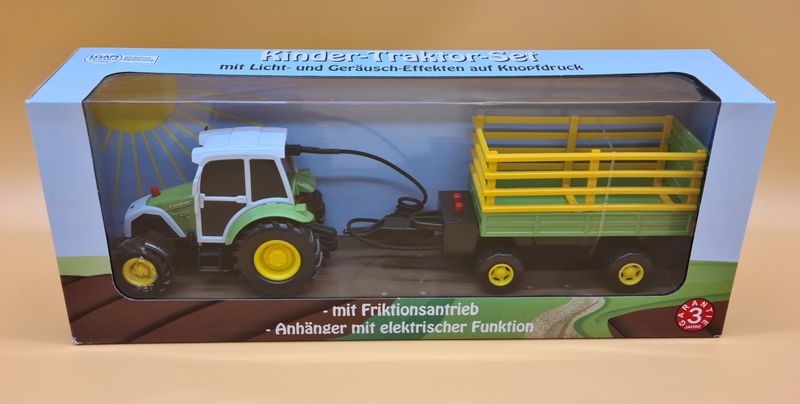 Kinder-Traktor-Set
mit Licht- und Geräusch-Effekten auf Knopfdruck
- mit Friktionsantrieb
- Anhänger mit elektrischer Funktion
GARANTIE
3
JAHRE